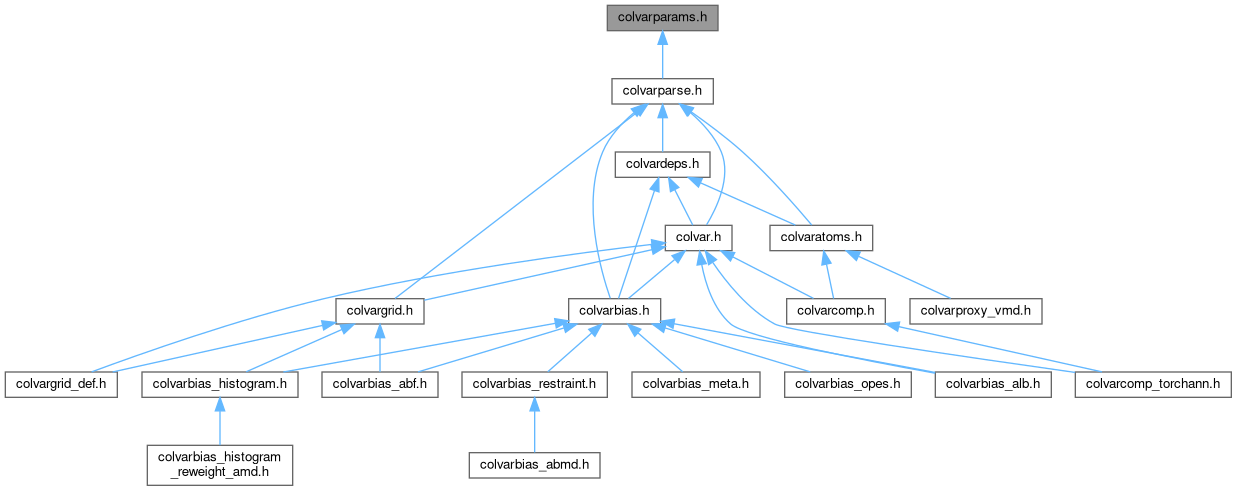 colvarparams.h
colvarparse.h
colvardeps.h
colvar.h
colvaratoms.h
colvargrid.h
colvarbias.h
colvarcomp.h
colvarproxy_vmd.h
colvargrid_def.h
colvarbias_histogram.h
colvarbias_abf.h
colvarbias_restraint.h
colvarbias_meta.h
colvarbias_opes.h
colvarbias_alb.h
colvarcomp_torchann.h
colvarbias_histogram
_reweight_amd.h
colvarbias_abmd.h